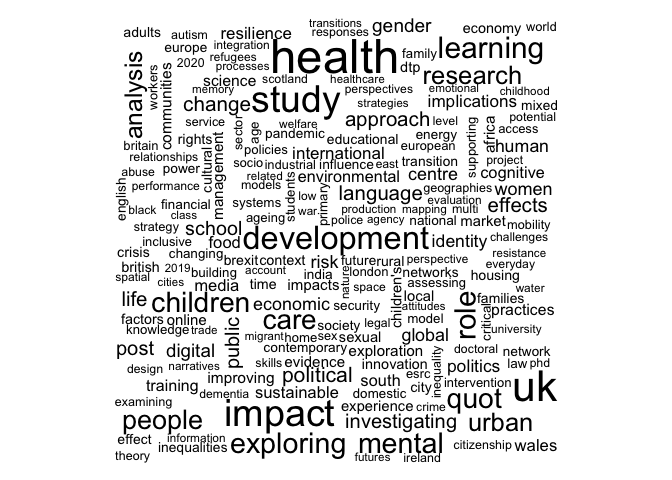 transitions
adults autism resilience responses gender economy world
europe integration health family learning
2020 refugees dtp
processes
analysis workers communities science scotland healthcare research
memory perspectives emotional childhood
change study strategies implications mixed
service sector age welfare approach level potential
rights pandemic educational energy supporting africa access
britain policies international european human
relationships cultural management socio industrial influence east transition project
abuse power related environmental centre cognitive
english performance models students low primary language geographies women
financial systems production mapping multi evaluation effects
black class ageing war police agency national market mobility
strategy school development identity challenges
inclusive food
crisis changing brexit context risk future rural perspective resistance
british 2019 building account india nature london children's networks everyday
spatial cities media time impacts space assessing housing
water
life children economic security local attitudes role families
factors online public care society legal model critical practices
knowledge trade migrant home sex sexual global university
post digital contemporary exploration inequality doctoral network
design narratives skills evidence innovation politics law phd
training improving political south esrc intervention uk
dementia sustainable domestic city quot
examining impact experience crime
people investigating urban
effect information exploring mental citizenship wales
inequalities
theory futures ireland